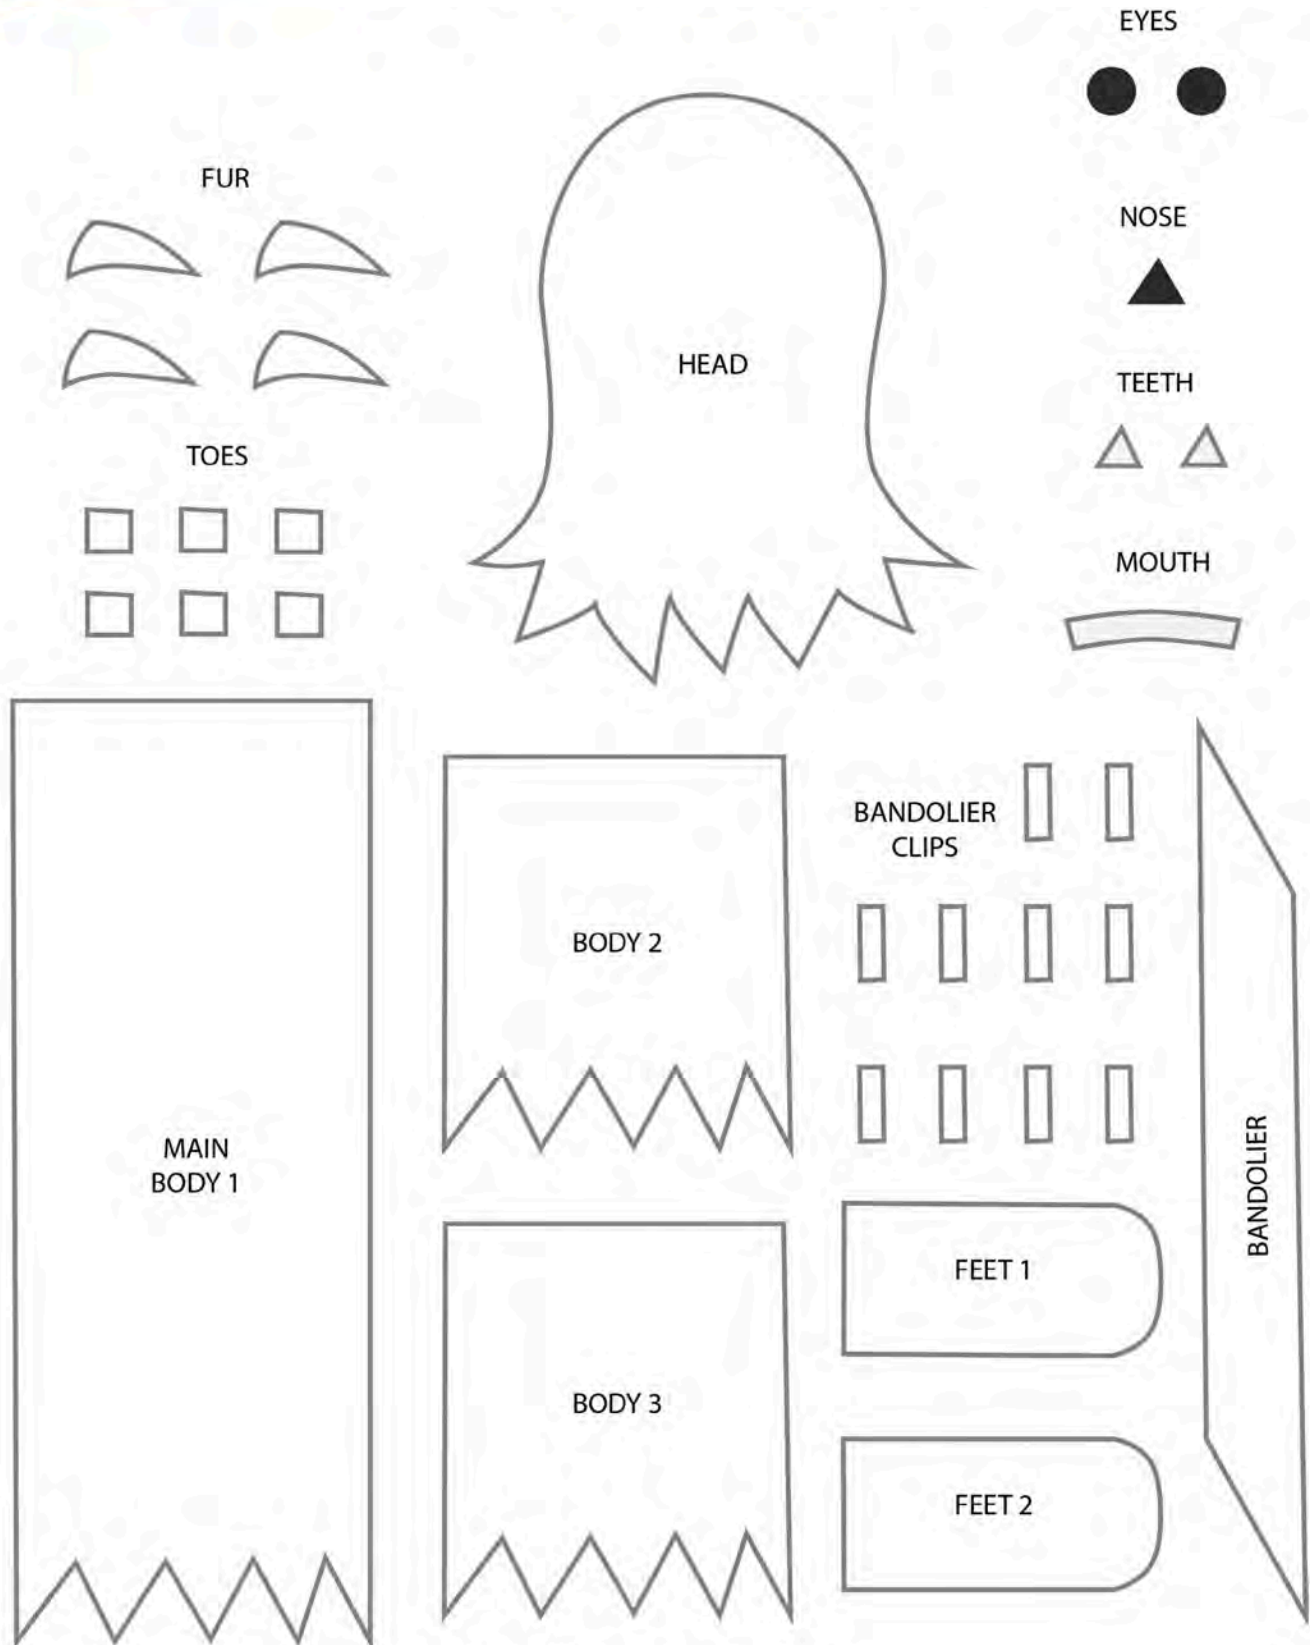 EYES
FUR
NOSE
HEAD
TEETH
TOES
MOUTH
BANDOLIER
CLIPS
BODY 2
MAIN
BODY 1
BANDOLIER
FEET 1
BODY 3
FEET 2